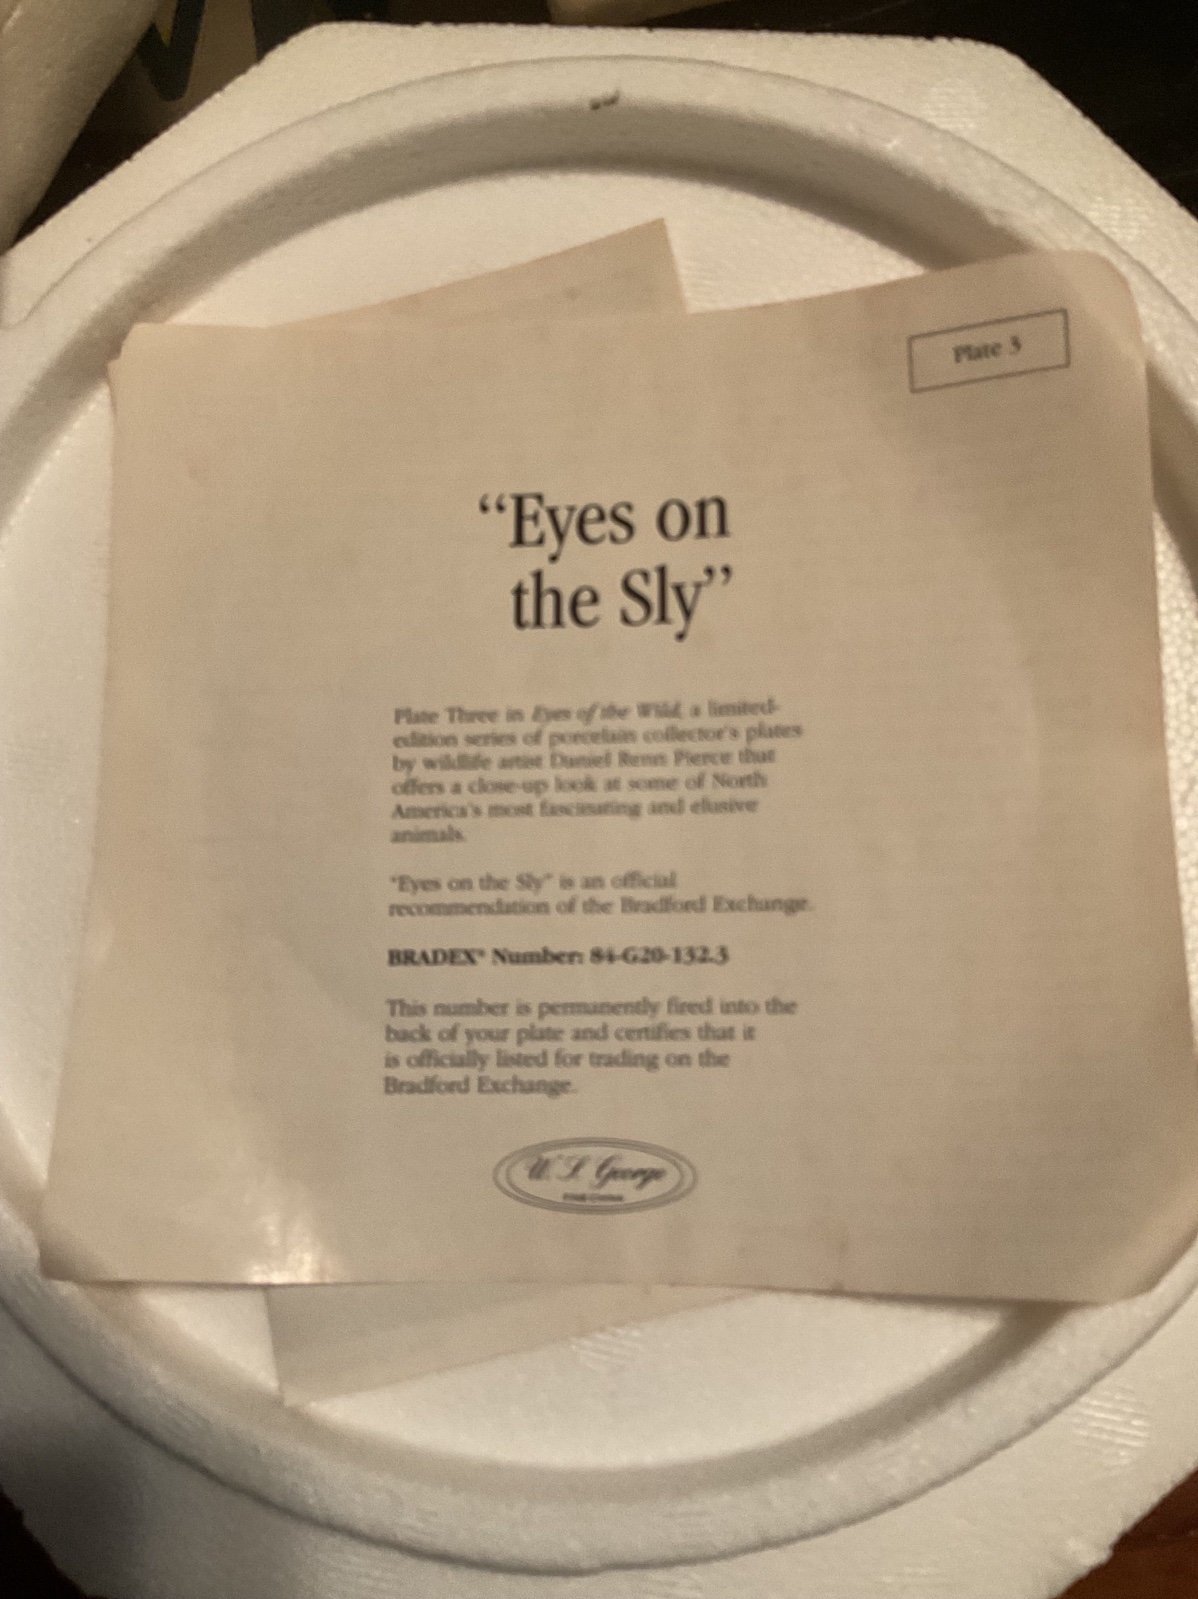 Plate 3
“Eyes on
the Sly”
Plate Three in Eyes of the Wild, a limited-
edition series of porcelain collector's plates
by wildlife artist Daniel Renn Pierce that
offers a close-up look at some of North
America's most fascinating and elusive
animals.
"Eyes on the Sly" is an official
recommendation of the Bradford Exchange.
BRADEX® Number: 84-G20-132.3
This number is permanently fired into the
back of your plate and certifies that it
is officially listed for trading on the
Bradford Exchange.
W. S. George
FINE CHINA